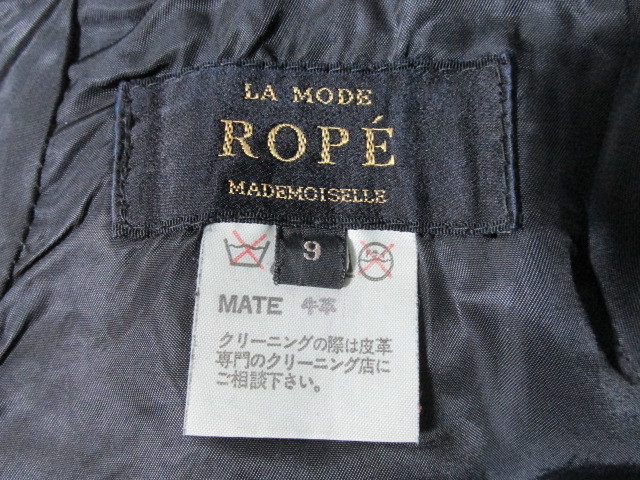 LA MODE
ROPÉ
MADEMOISELLE
9
MATE 牛革
クリーニングの際は皮革
専門のクリーニング店に
ご相談下さい。